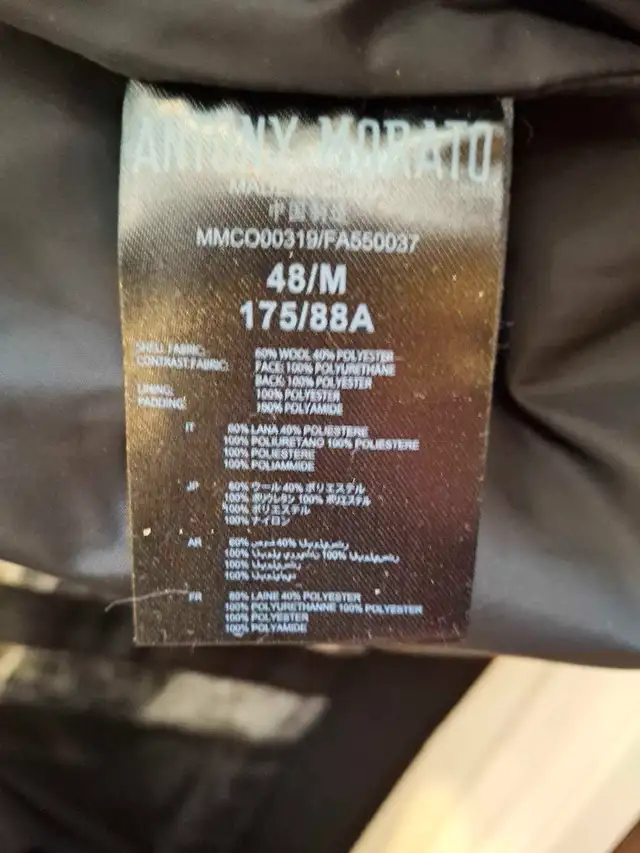 ANTONY MORATO
MADE IN CHINA
中国制造
MMCO00319/FA550037
48/M
175/88A
SHELL FABRIC: 60% WOOL 40% POLYESTER
CONTRAST FABRIC: FACE: 100% POLYURETHANE
BACK: 100% POLYESTER
LINING: 100% POLYESTER
PADDING: 100% POLYAMIDE
IT 60% LANA 40% POLIESTERE
100% POLIURETANO 100% POLIESTERE
100% POLIESTERE
100% POLIAMMIDE
JP 60% ウール 40% ポリエステル
100% ポリウレタン 100% ポリエステル
100% ポリエステル
100% ナイロン
AR 60% 40%
100% 100%
100%
100%
FR 60% LAINE 40% POLYESTER
100% POLYURETHANNE 100% POLYESTER
100% POLYESTER
100% POLYAMIDE